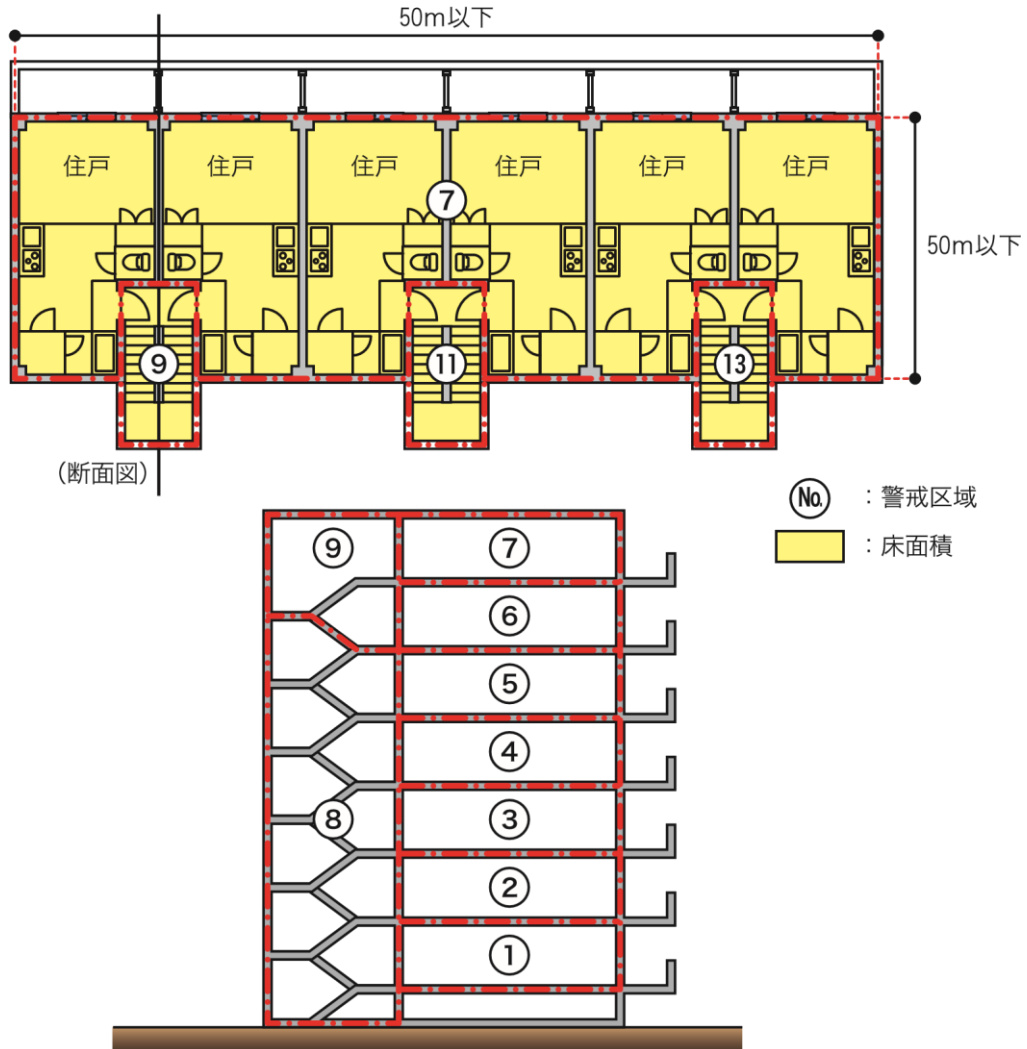 50m以下
住戸 住戸 住戸 住戸 住戸 住戸
⑦
50m以下
⑨ ⑪ ⑬
(断面図)
No. : 警戒区域
: 床面積
⑨ ⑦
⑥
⑤
④
⑧ ③
②
①